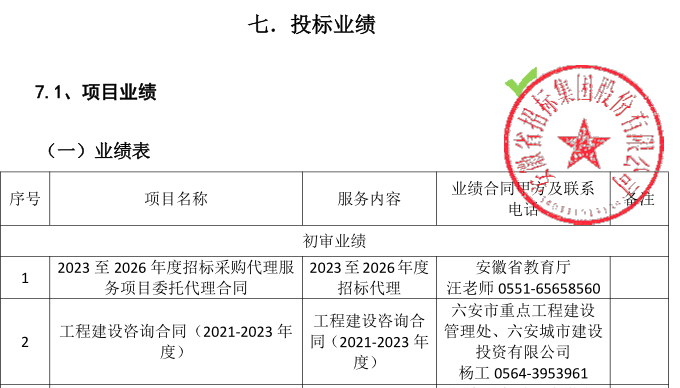 七．投标业绩
7.1、项目业绩
（一）业绩表
安徽省招标集团股份有限公司
序号 项目名称 服务内容 业绩合同甲方及联系 备注
电话
初审业绩
1 2023 至 2026 年度招标采购代理服 2023 至 2026 年度 安徽省教育厅
务项目委托代理合同 招标代理 汪老师 0551-65658560
2 工程建设咨询合同（2021-2023 年 工程建设咨询合 六安市重点工程建设
度） 同（2021-2023 年 管理处、六安城市建设
度） 投资有限公司
杨工 0564-3953961